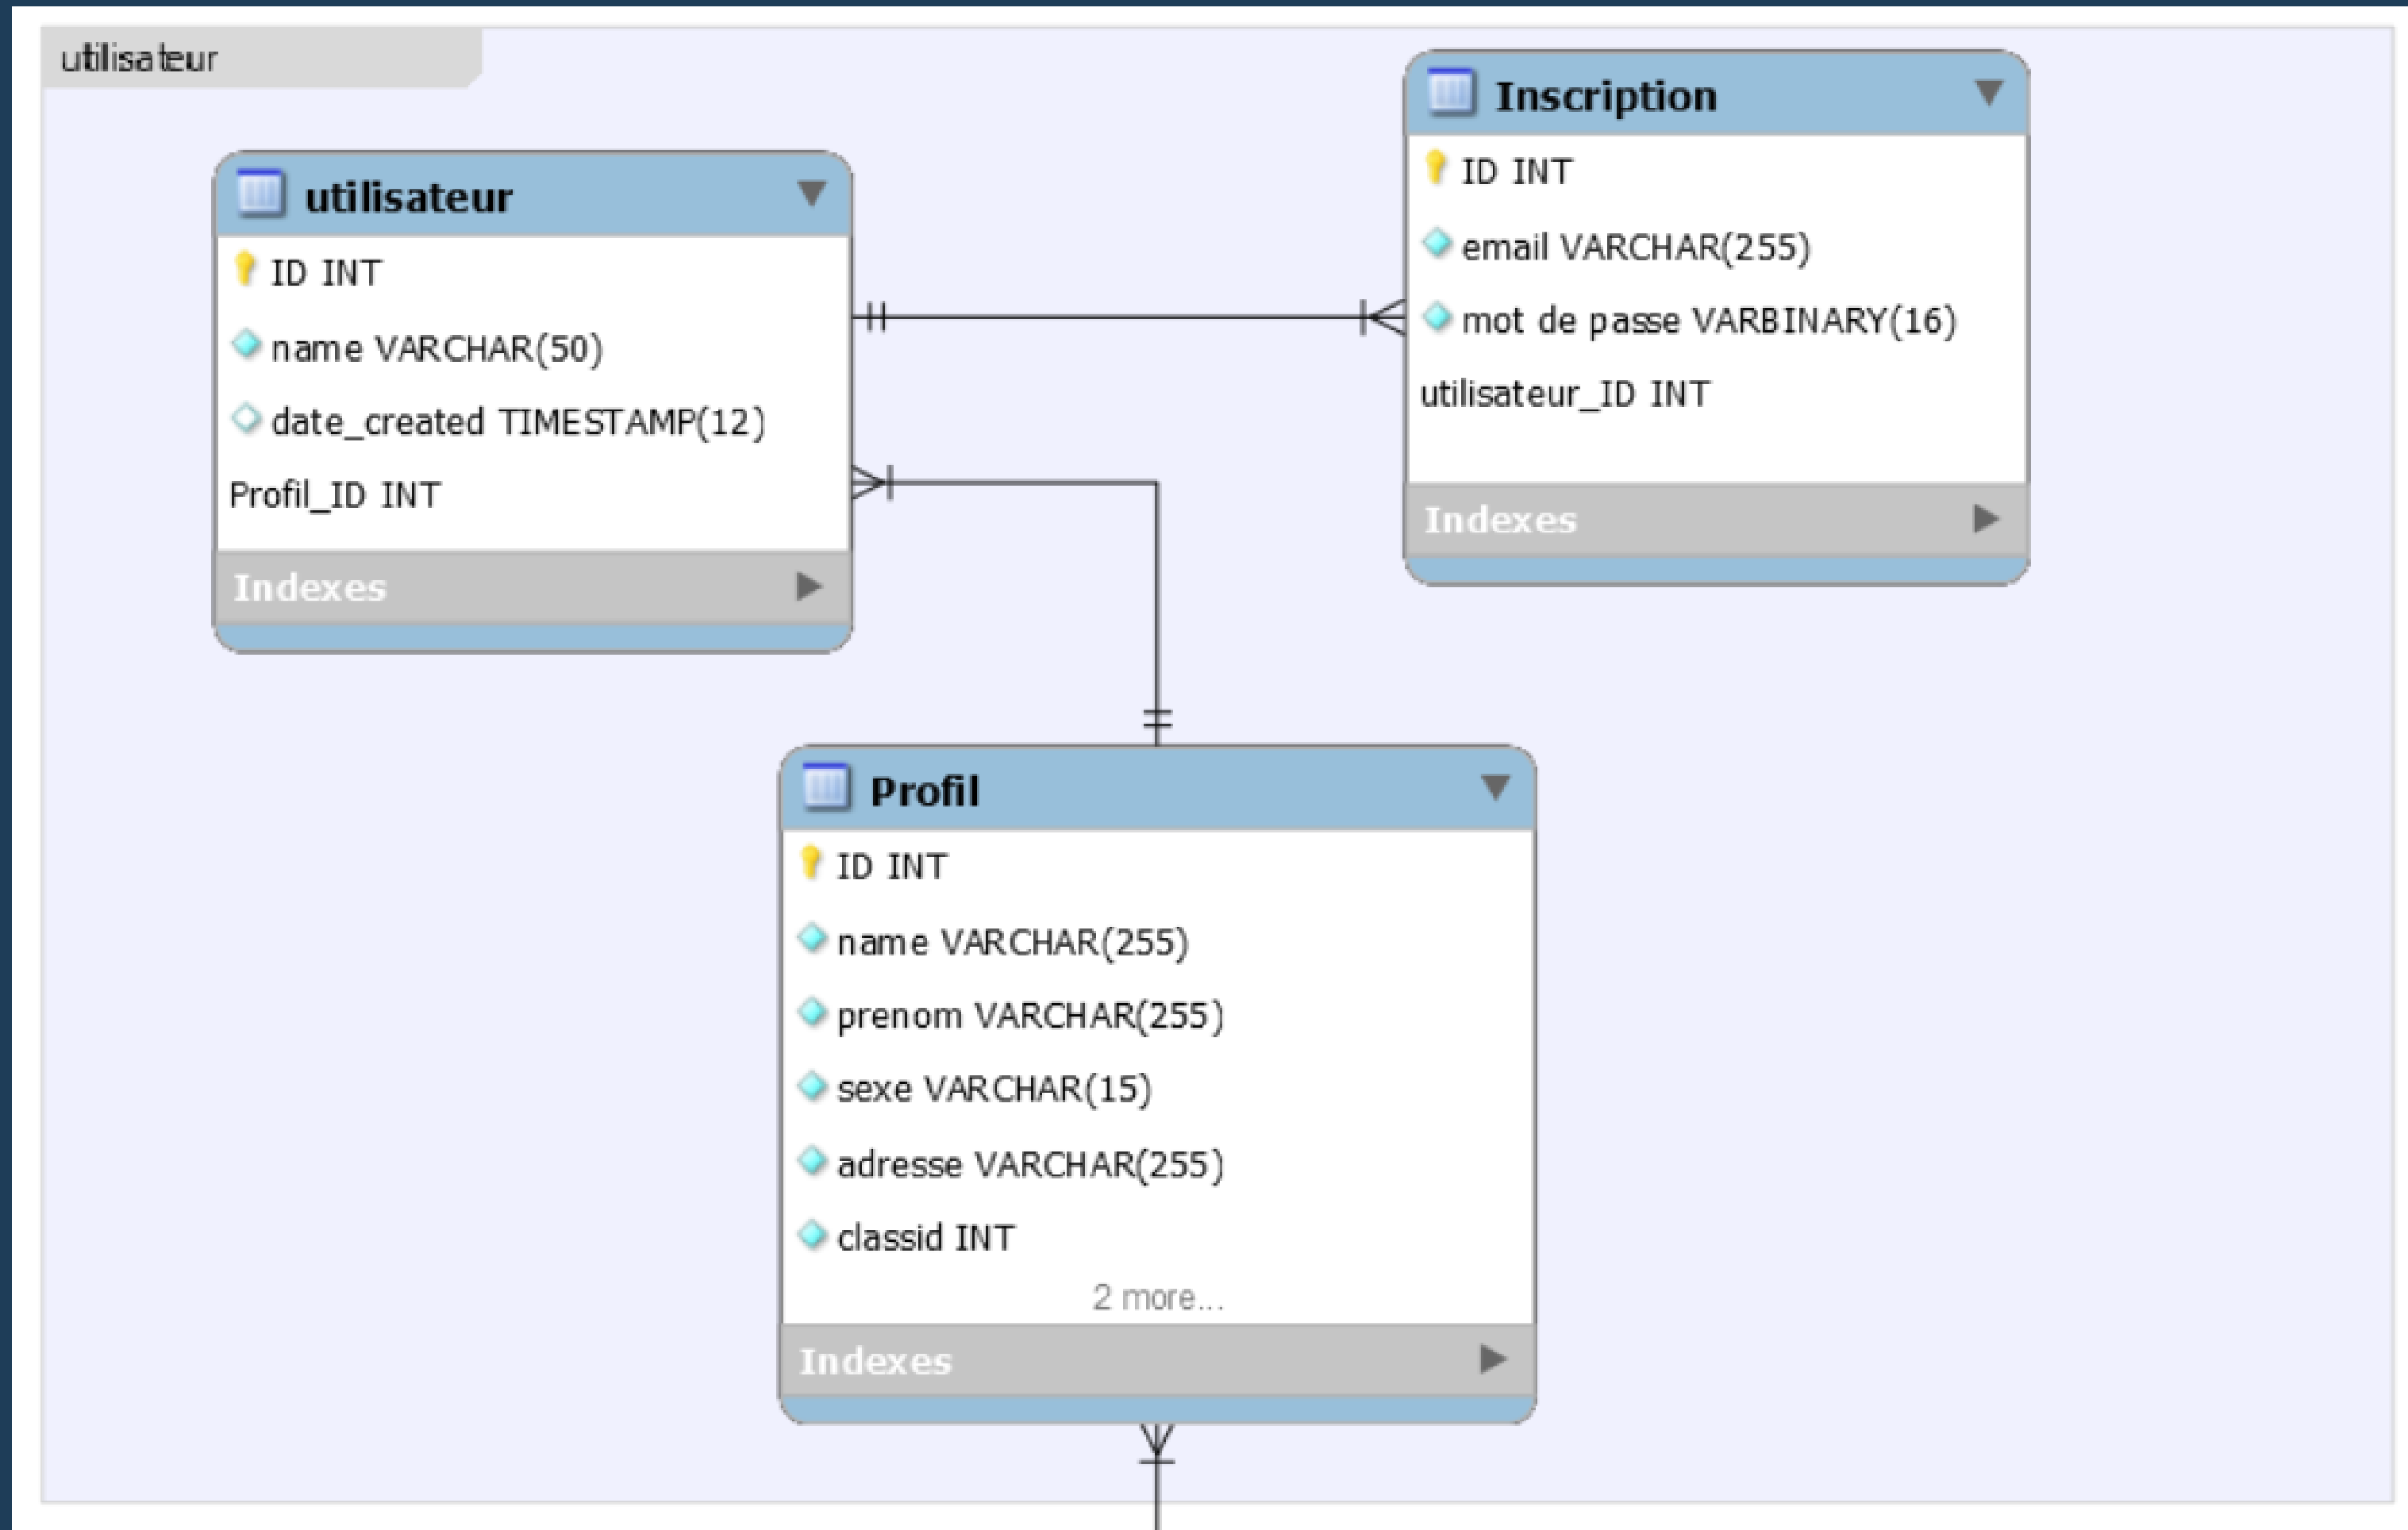 utilisateur
utilisateur
ID INT
name VARCHAR(50)
date_created TIMESTAMP(12)
Profil_ID INT
Indexes
Inscription
ID INT
email VARCHAR(255)
mot de passe VARBINARY(16)
utilisateur_ID INT
Indexes
Profil
ID INT
name VARCHAR(255)
prenom VARCHAR(255)
sexe VARCHAR(15)
adresse VARCHAR(255)
classid INT
2 more...
Indexes